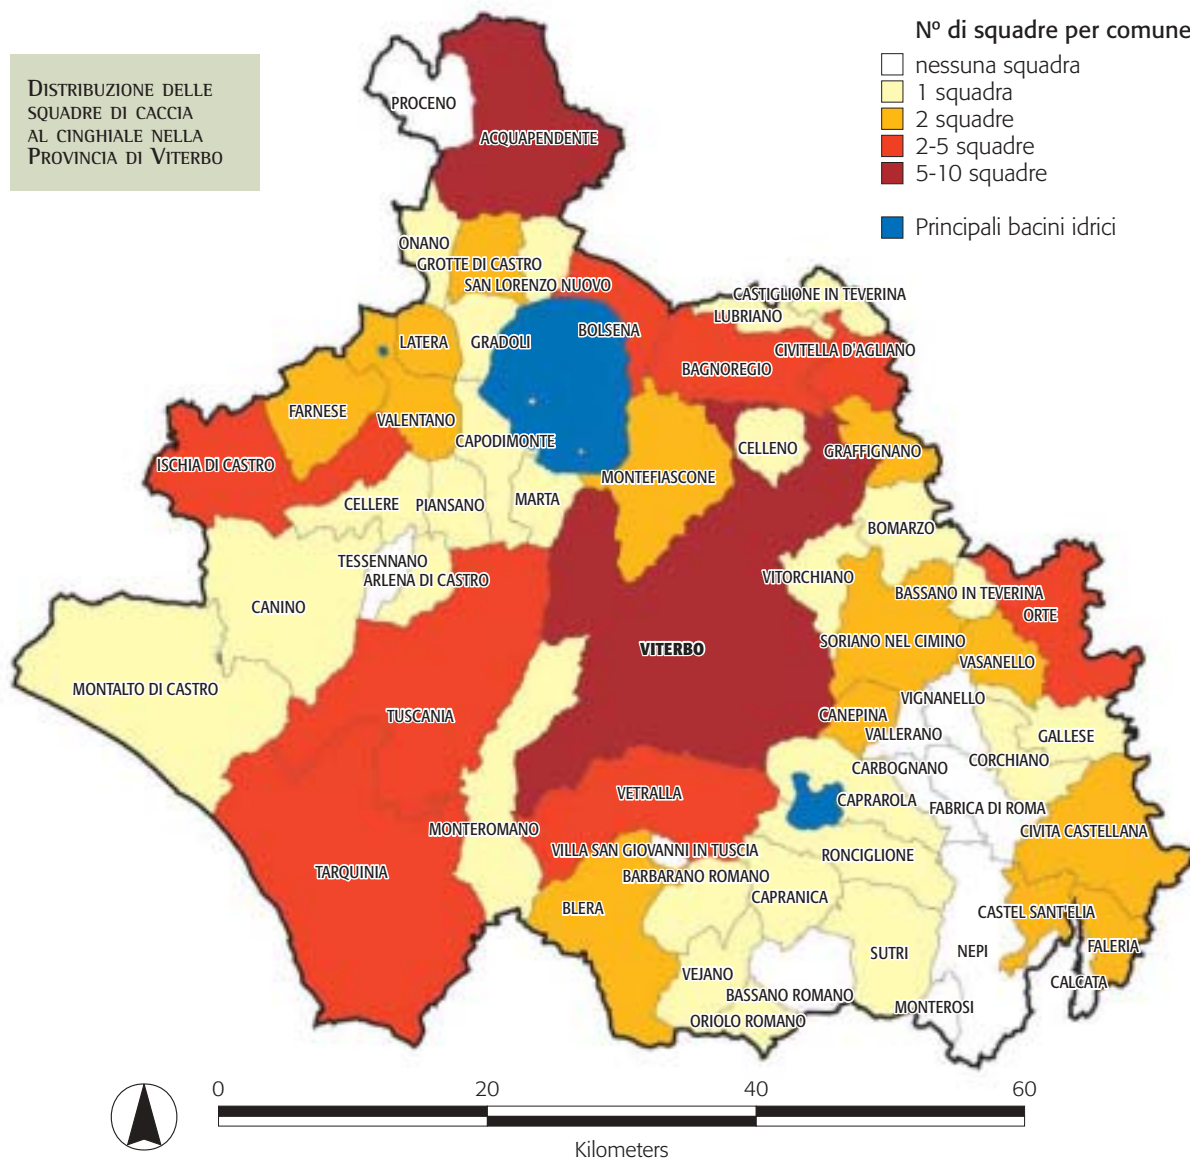 Nº di squadre per comune
nessuna squadra
1 squadra
2 squadre
2-5 squadre
5-10 squadre
Principali bacini idrici
Distribuzione delle
squadre di caccia
al cinghiale nella
Provincia di Viterbo
PROCENO
ACQUAPENDENTE
ONANO
GROTTE DI CASTRO
SAN LORENZO NUOVO
CASTIGLIONE IN TEVERINA
LUBRIANO
BOLSENA
LATERA
GRADOLI
CIVITELLA D'AGLIANO
BAGNOREGIO
FARNESE
VALENTANO
CAPODIMONTE
CELLENO
GRAFFIGNANO
ISCHIA DI CASTRO
MONTEFIASCONE
CELLERE
PIANSANO
MARTA
BOMARZO
TESSENNANO
ARLENA DI CASTRO
VITORCHIANO
BASSANO IN TEVERINA
CANINO
ORTE
SORIANO NEL CIMINO
VITERBO
VASANELLO
MONTALTO DI CASTRO
VIGNANELLO
TUSCANIA
CANEPINA
VALLERANO
GALLESE
CORCHIANO
CARBOGNANO
VETRALLA
CAPRAROLA
FABRICA DI ROMA
MONTEROMANO
CIVITA CASTELLANA
VILLA SAN GIOVANNI IN TUSCIA
RONCIGLIONE
TARQUINIA
BARBARANO ROMANO
CAPRANICA
BLERA
CASTEL SANT'ELIA
FALERIA
SUTRI
NEPI
VEJANO
CALCATA
BASSANO ROMANO
MONTEROSI
ORIOLO ROMANO
0 20 40 60
Kilometers